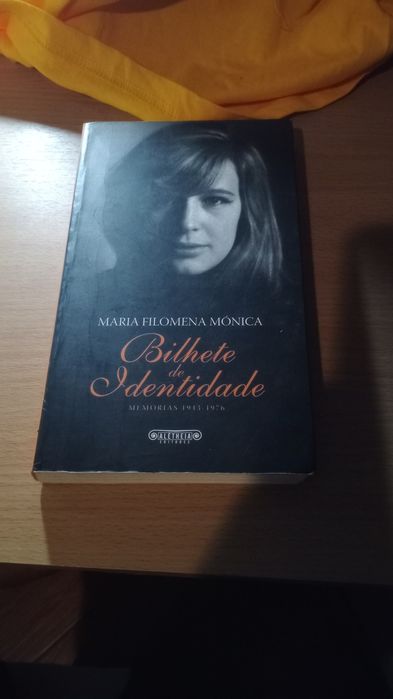 MARIA FILOMENA MÓNICA
Bilhete
de
Identidade
MEMÓRIAS 1943-1976
ALETHEIA
EDITORES